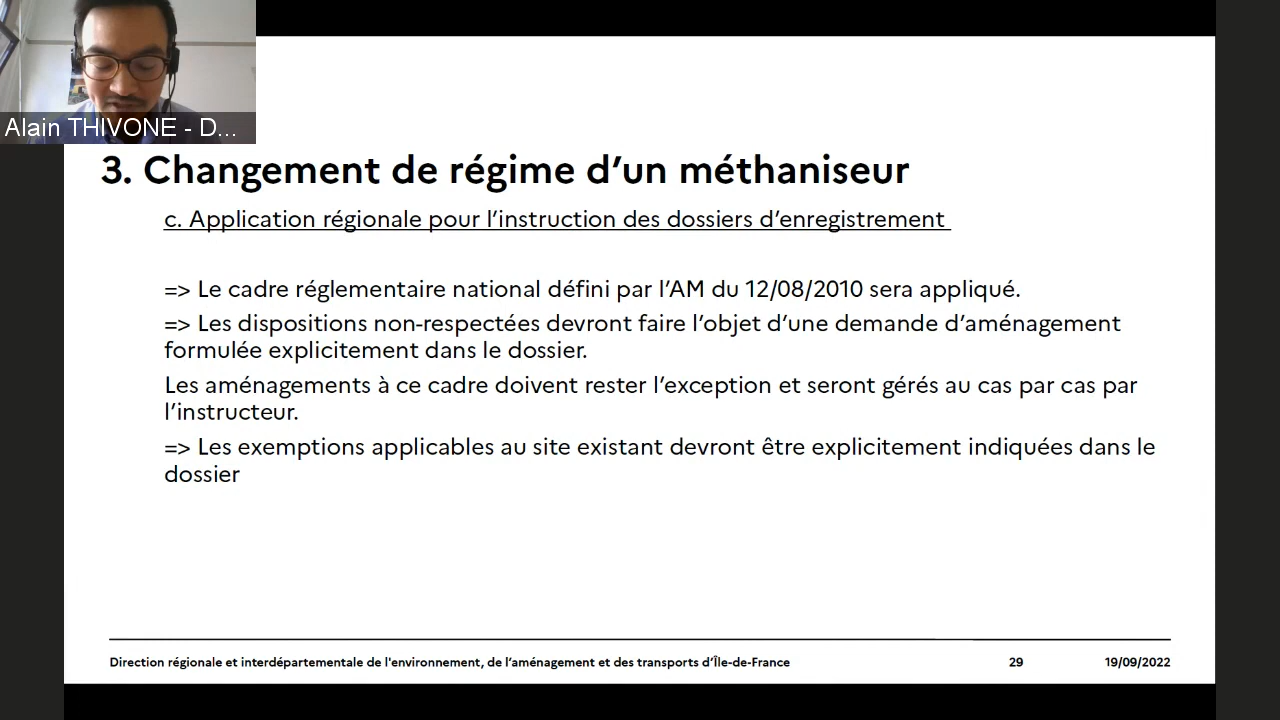 Alain THIVONE - D...
3. Changement de régime d’un méthaniseur
c. Application régionale pour l’instruction des dossiers d’enregistrement
=> Le cadre réglementaire national défini par l’AM du 12/08/2010 sera appliqué.
=> Les dispositions non-respectées devront faire l’objet d’une demande d’aménagement
formulée explicitement dans le dossier.
Les aménagements à ce cadre doivent rester l’exception et seront gérés au cas par cas par
l’instructeur.
=> Les exemptions applicables au site existant devront être explicitement indiquées dans le
dossier
Direction régionale et interdépartementale de l'environnement, de l’aménagement et des transports d’Île-de-France 29 19/09/2022